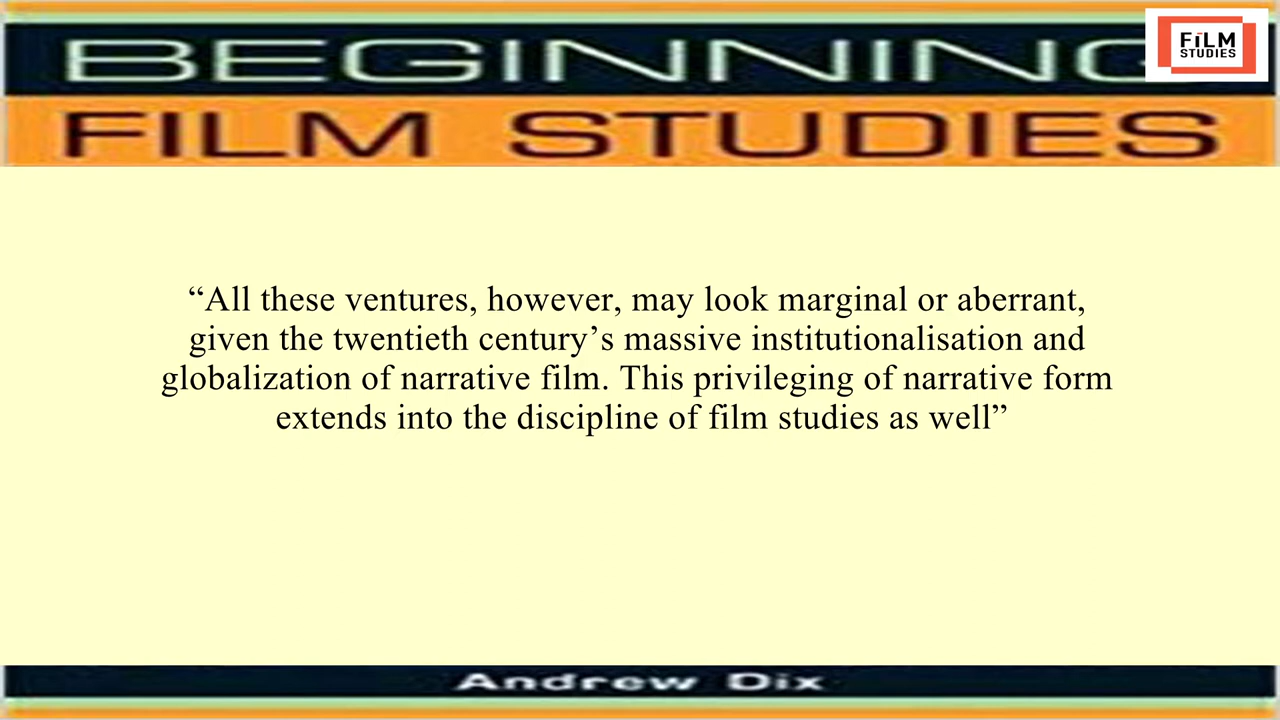 BEGINNING
FiLM
STUDIES
FILM STUDIES
“All these ventures, however, may look marginal or aberrant,
given the twentieth century’s massive institutionalisation and
globalization of narrative film. This privileging of narrative form
extends into the discipline of film studies as well”
Andrew Dix